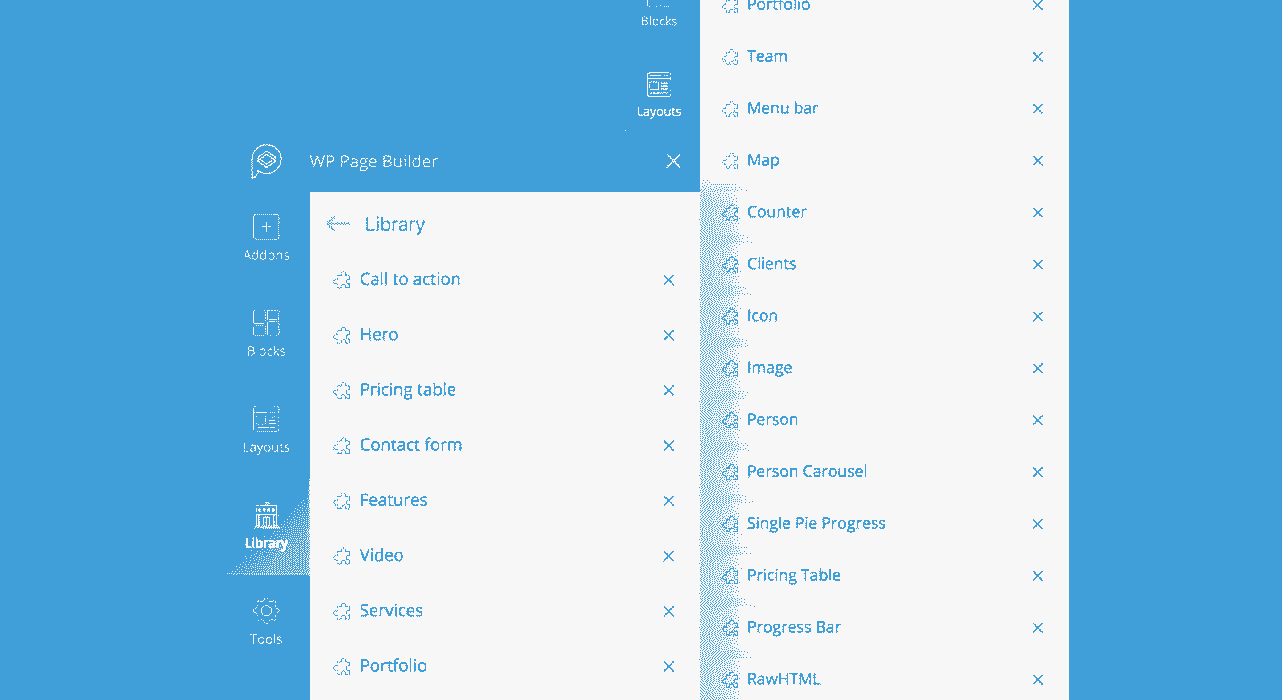 Blocks
Layouts
WP Page Builder
Addons
Blocks
Layouts
Library
Tools
Library
Call to action
Hero
Pricing table
Contact form
Features
Video
Services
Portfolio
Portfolio
Team
Menu bar
Map
Counter
Clients
Icon
Image
Person
Person Carousel
Single Pie Progress
Pricing Table
Progress Bar
RawHTML